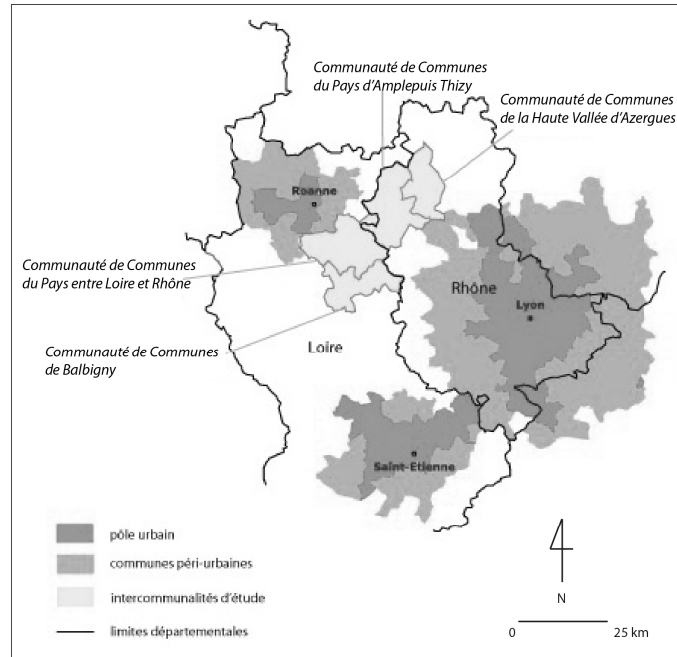 Communauté de Communes
du Pays d'Amplepuis Thizy
Communauté de Communes
de la Haute Vallée d'Azergues
Roanne
Communauté de Communes
du Pays entre Loire et Rhône
Rhône
Lyon
Loire
Communauté de Communes
de Balbigny
Saint-Etienne
pôle urbain
communes péri-urbaines
intercommunalités d'étude
limites départementales
N
0 25 km